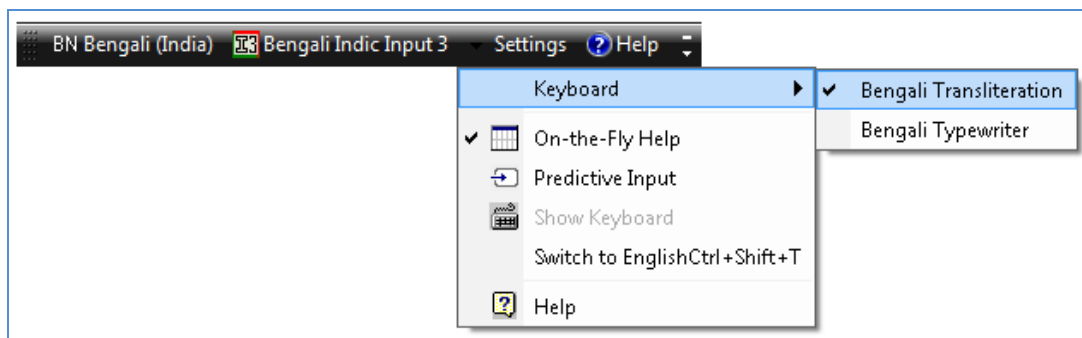 BN Bengali (India) Bengali Indic Input 3 Settings Help
Keyboard
Bengali Transliteration
Bengali Typewriter
On-the-Fly Help
Predictive Input
Show Keyboard
Switch to EnglishCtrl+Shift+T
Help